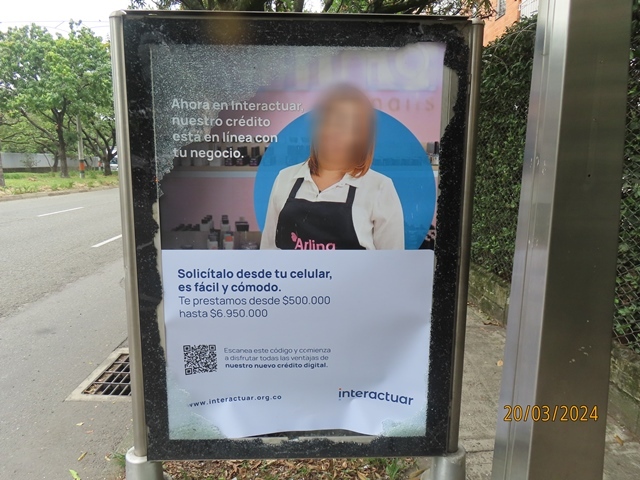 Ahora en Interactuar,
nuestro crédito
está en línea con
tu negocio.
Arlina
Solicítalo desde tu celular,
es fácil y cómodo.
Te prestamos desde $500.000
hasta $6.950.000
Escanea este código y comienza
a disfrutar todas las ventajas de
nuestro nuevo crédito digital.
www.interactuar.org.co
interactuar
20/03/2024